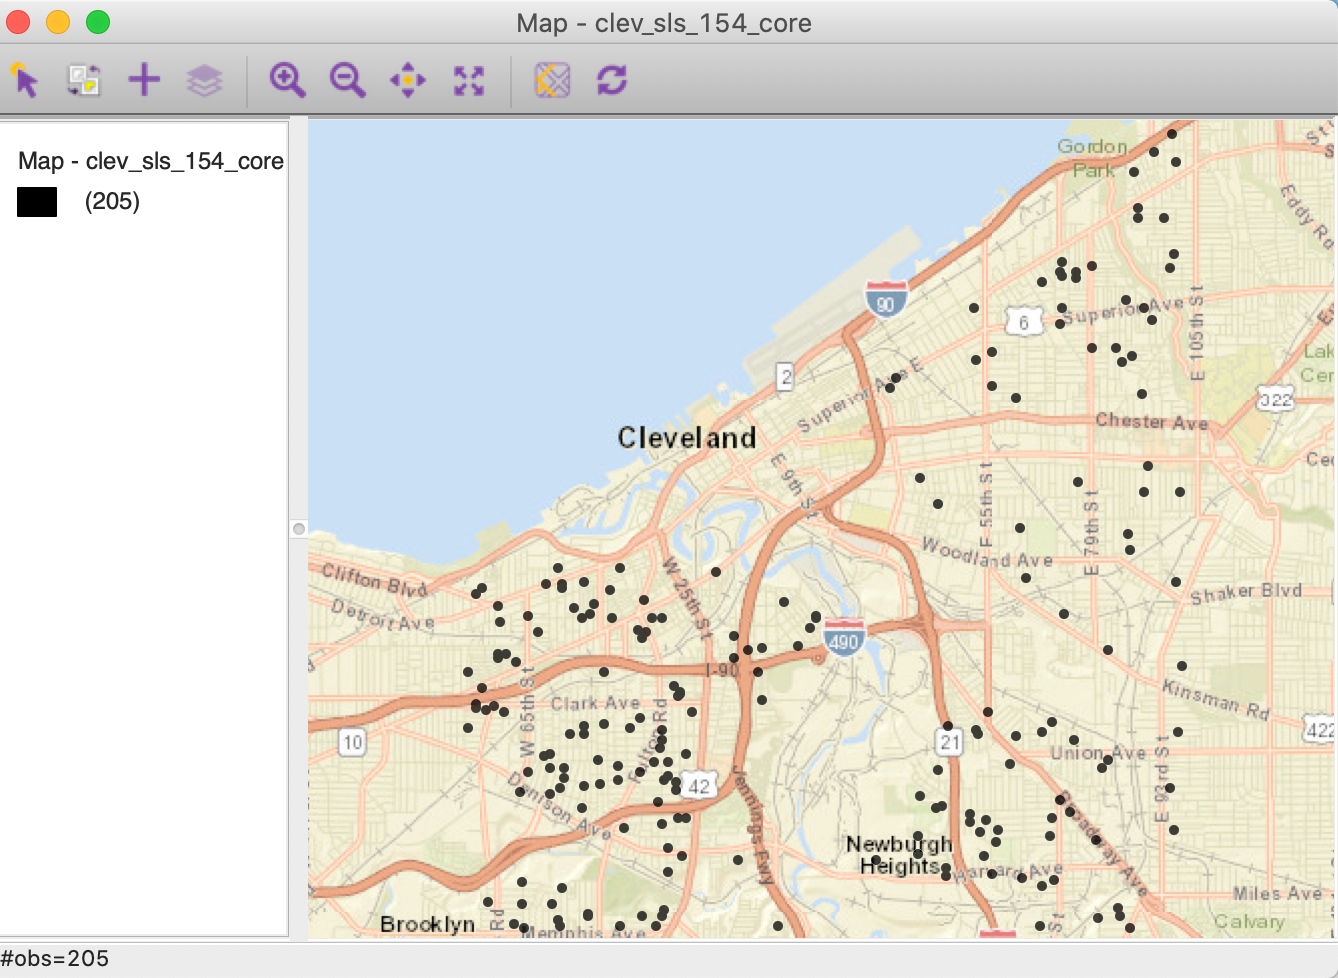 Map - clev_sls_154_core
Map - clev_sls_154_core
(205)
Gordon
Park
Eddy Rd
90
6
Superior Ave
E 105th St
2
Superior Ave E
322
Chester Ave
Cleveland
E 9th St
E 55th St
E 79th St
Woodland Ave
Clifton Blvd
Detroit Ave
W 25th St
Shaker Blvd
490
I-90
Kinsman Rd
W 65th St
Clark Ave
Fulton Rd
10
21
422
Union Ave
E 93rd St
42
Denison Ave
Jennings Fwy
Broadway Ave
Newburgh
Heights
Harvard Ave
Miles Ave
Calvary
Brooklyn
Rd
Memphis Ave
St
#obs=205